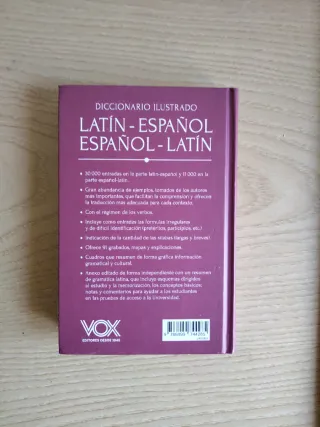 DICCIONARIO ILUSTRADO
LATÍN - ESPAÑOL
ESPAÑOL - LATÍN
• 30 000 entradas en la parte latín-español y 11 000 en la
parte español-latín.
• Gran abundancia de ejemplos, tomados de los autores
más importantes, que facilitan la comprensión y ofrecen
la traducción más adecuada para cada contexto.
• Con el régimen de los verbos.
• Incluye como entradas las formas irregulares
y de difícil identificación (pretéritos, participios, etc.)
• Indicación de la cantidad de las vocales (largas y breves).
• Ofrece 91 grabados, mapas y explicaciones.
• Cuadros que resumen de forma gráfica información
gramatical y cultural.
• Anexo editado de forma independiente con un resumen
de gramática latina, que incluye esquemas dirigidos
al estudio y la memorización, los conceptos básicos,
notas y comentarios para ayudar a los estudiantes
en las pruebas de acceso a la Universidad.
VOX